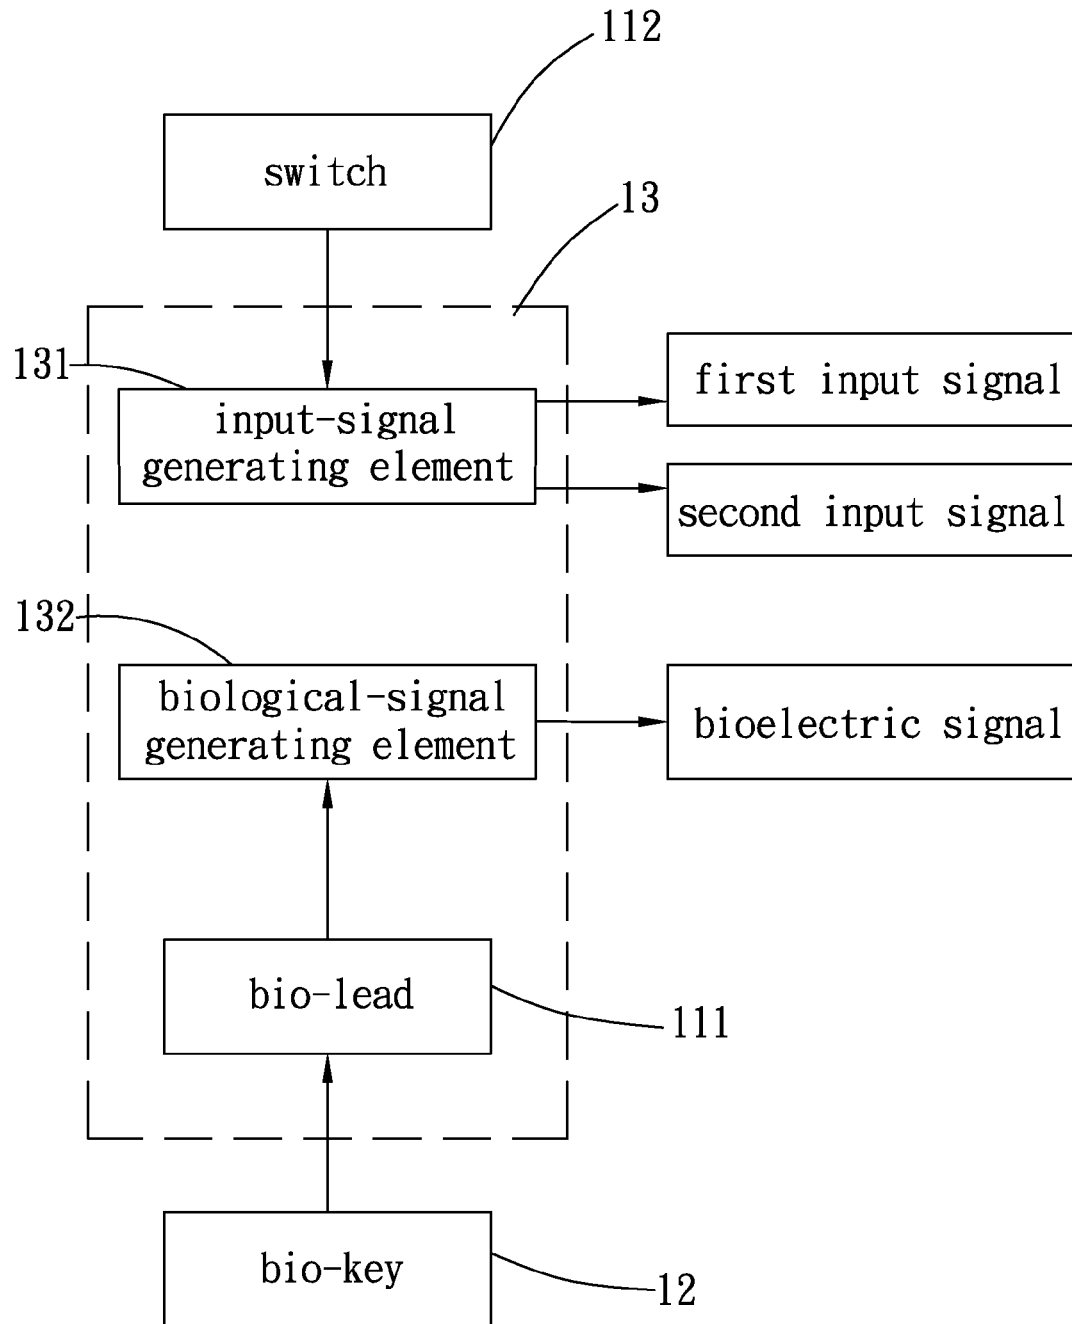 112
switch
13
131
first input signal
input-signal
generating element
second input signal
132
biological-signal
generating element
bioelectric signal
bio-lead
111
bio-key
12